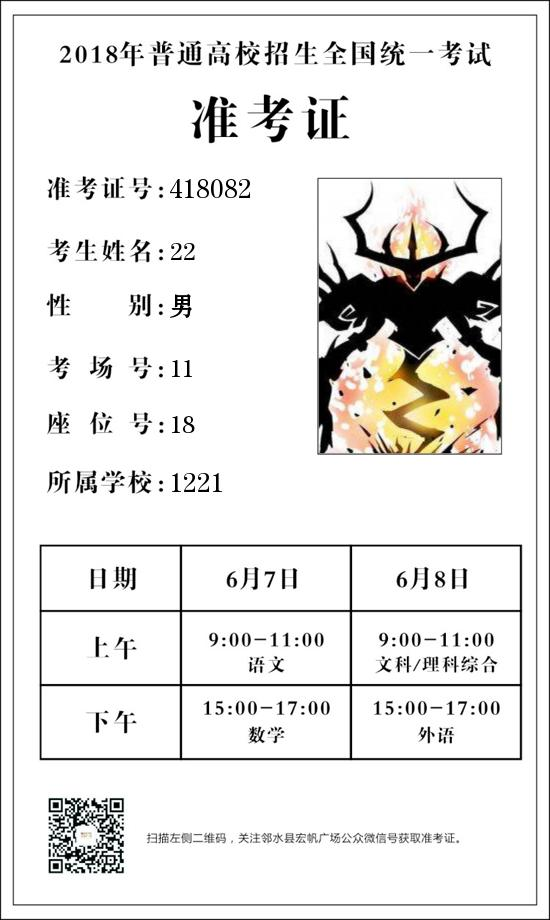 2018年普通高校招生全国统一考试
准考证
准考证号:418082
考生姓名:22
性 别:男
考 场 号:11
座 位 号:18
所属学校:1221
日期 6月7日 6月8日
上午 9:00-11:00 语文 9:00-11:00 文科/理科综合
下午 15:00-17:00 数学 15:00-17:00 外语
扫描左侧二维码，关注邻水县宏帆广场公众微信号获取准考证。